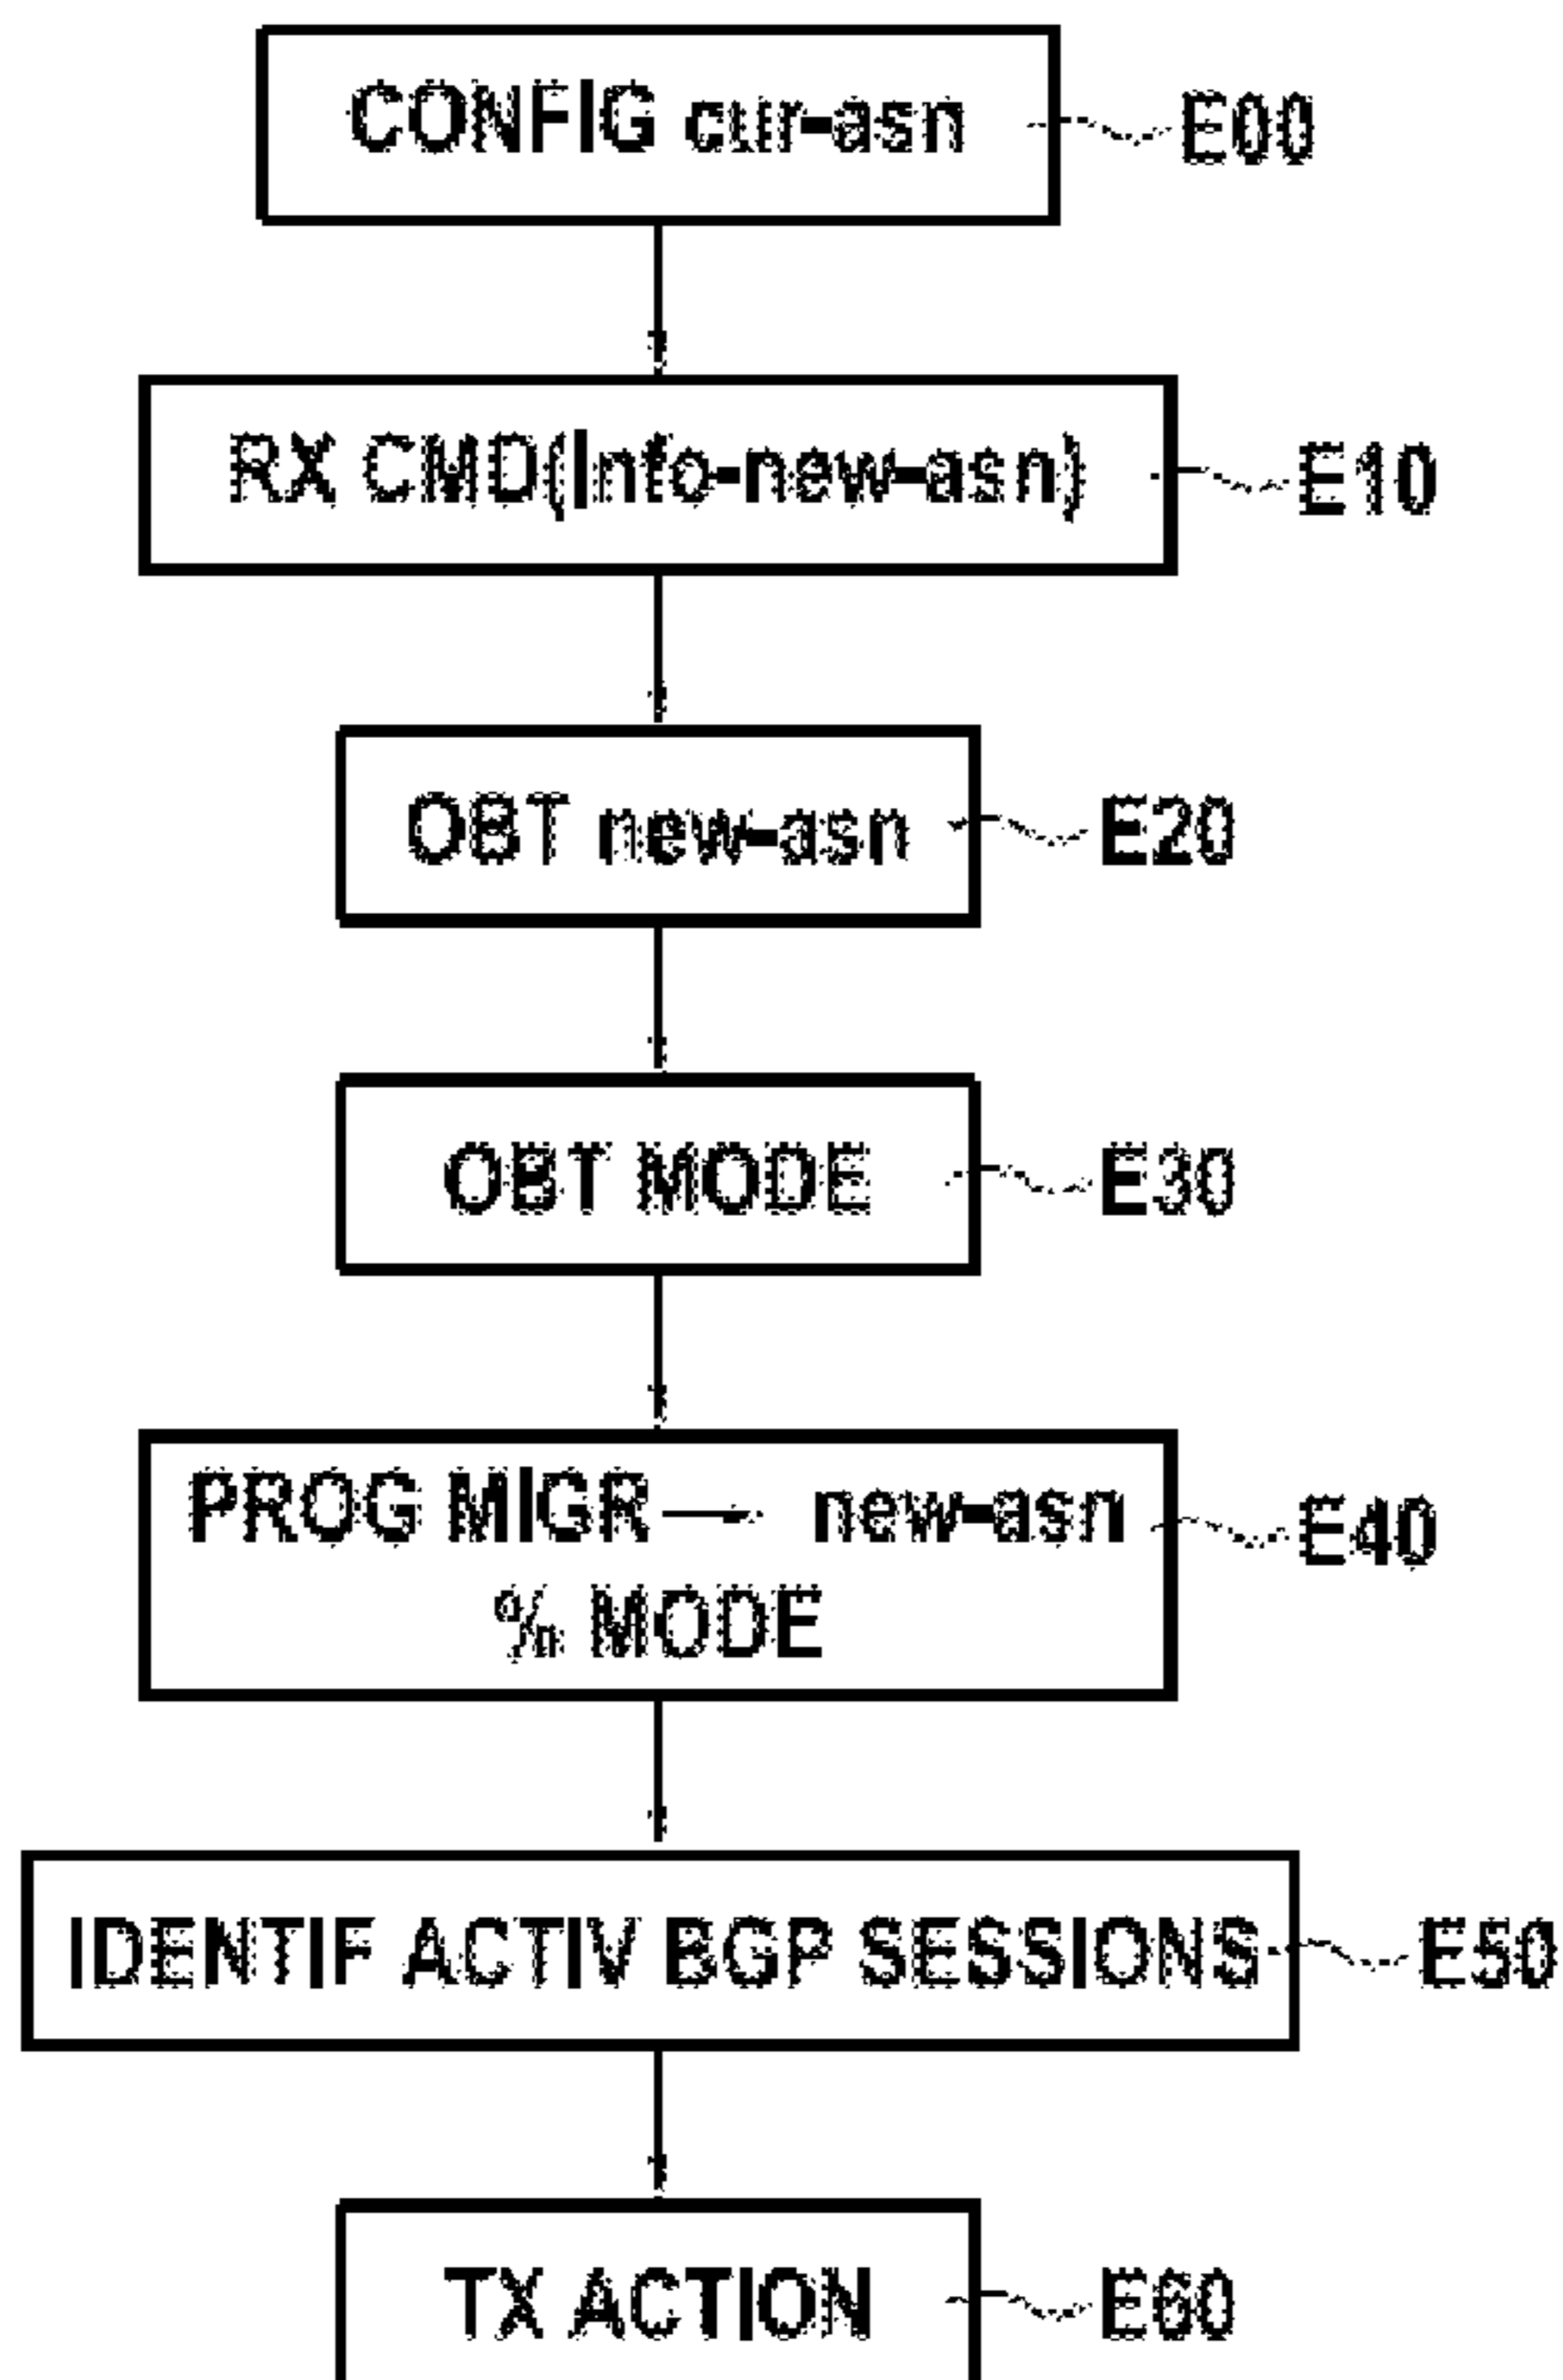 CONFIG cur-asn E00
RX CMD(Info-new-asn) E10
OBT new-asn E20
OBT MODE E30
PROG MIGR → new-asn E40
% MODE
IDENTIF ACTIV BGP SESSIONS E50
TX ACTION E60